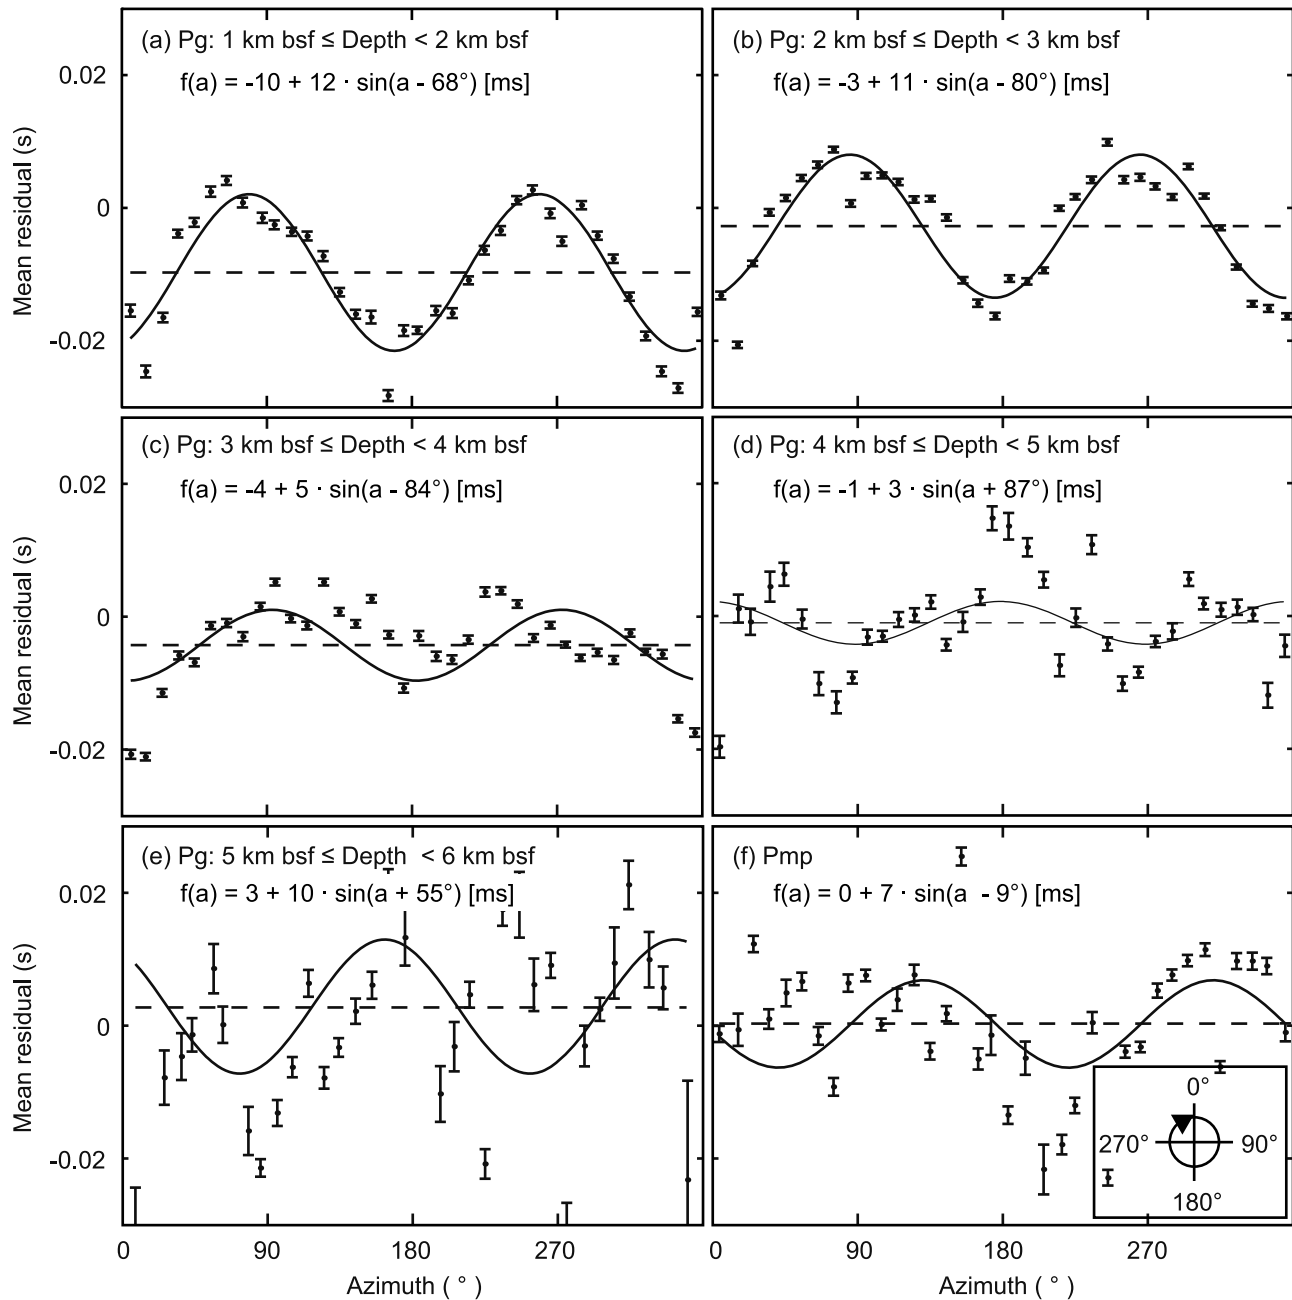 (a) Pg: 1 km bsf ≤ Depth < 2 km bsf
f(a) = -10 + 12 · sin(a - 68°) [ms]
(b) Pg: 2 km bsf ≤ Depth < 3 km bsf
f(a) = -3 + 11 · sin(a - 80°) [ms]
0.02
0
-0.02
Mean residual (s)
(c) Pg: 3 km bsf ≤ Depth < 4 km bsf
f(a) = -4 + 5 · sin(a - 84°) [ms]
(d) Pg: 4 km bsf ≤ Depth < 5 km bsf
f(a) = -1 + 3 · sin(a + 87°) [ms]
0.02
0
-0.02
Mean residual (s)
(e) Pg: 5 km bsf ≤ Depth < 6 km bsf
f(a) = 3 + 10 · sin(a + 55°) [ms]
(f) Pmp
f(a) = 0 + 7 · sin(a - 9°) [ms]
0.02
0
-0.02
Mean residual (s)
0°
270° 90°
180°
0 90 180 270
0 90 180 270
Azimuth ( ° )
Azimuth ( ° )